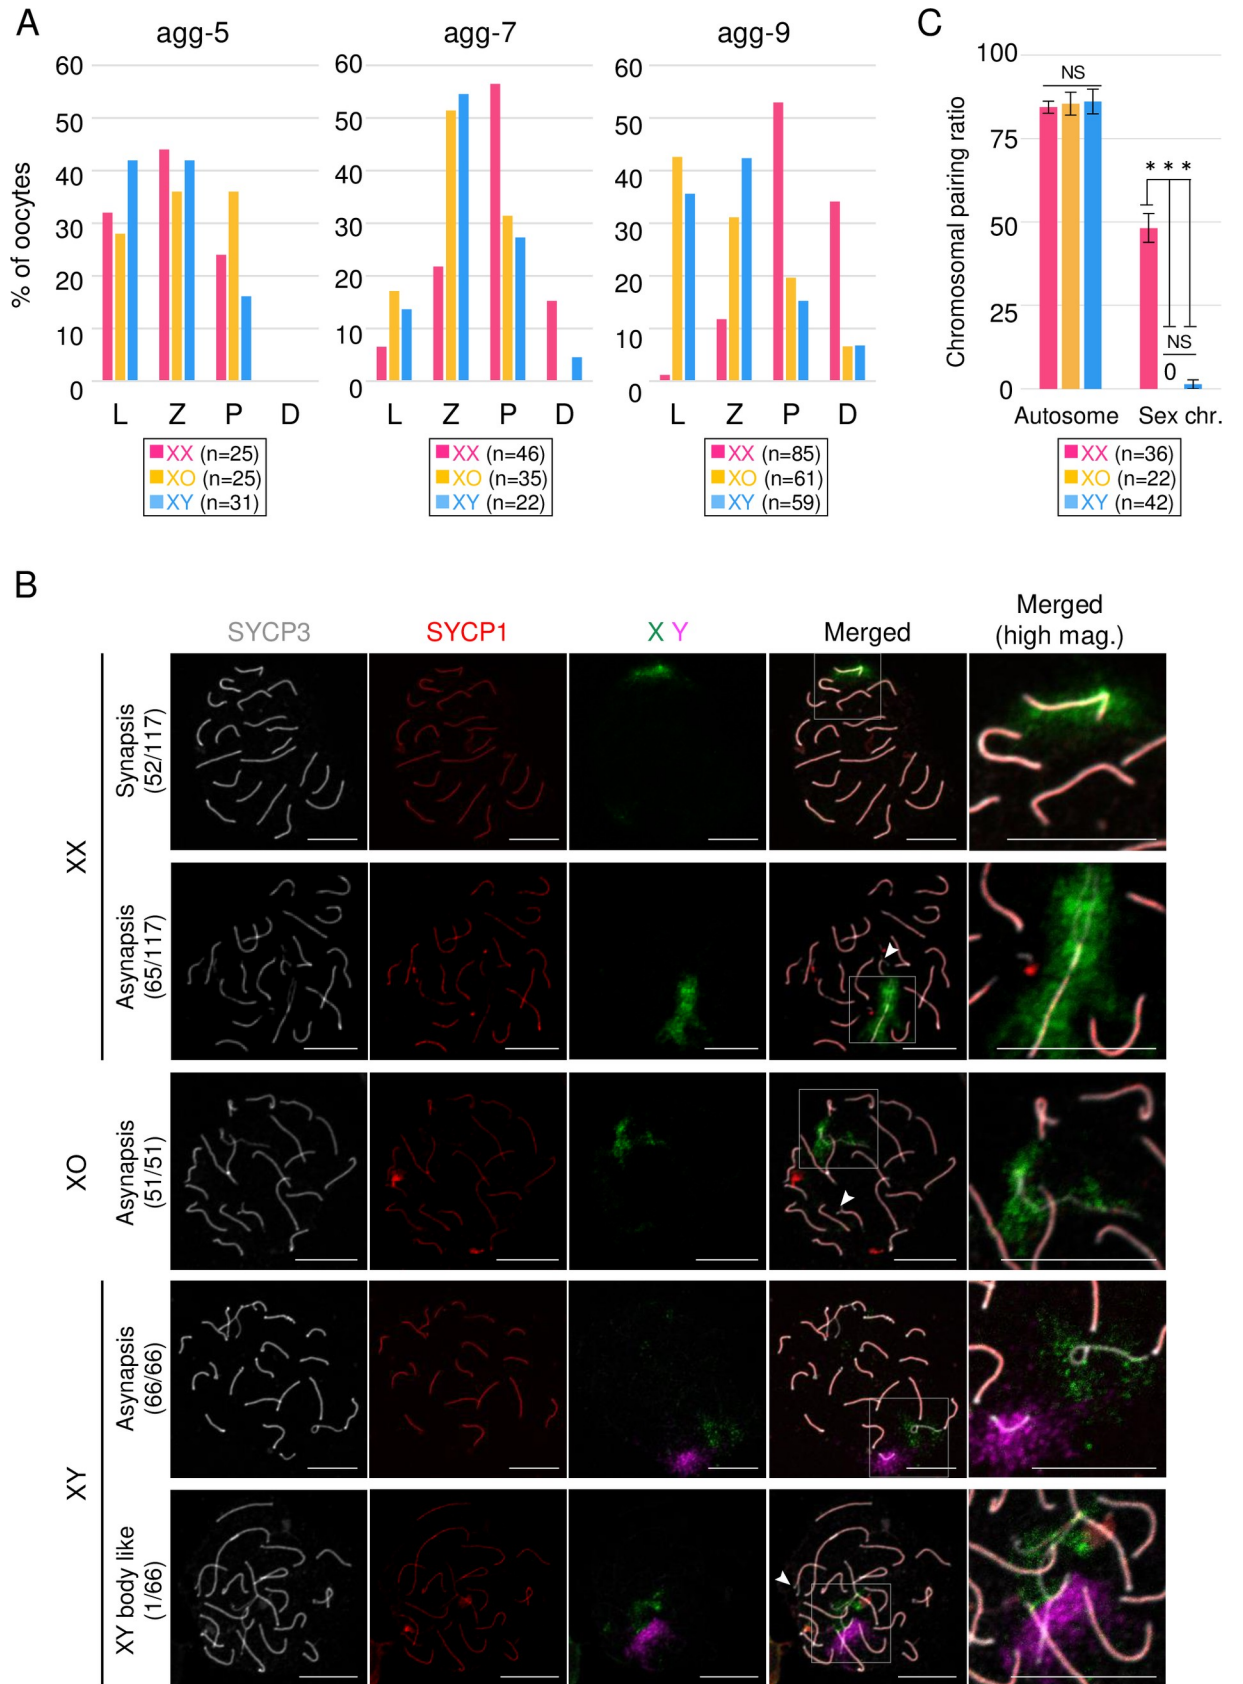 A
agg-5
agg-7
agg-9
% of oocytes
60
50
40
30
20
10
0
L Z P D
XX (n=25)
XO (n=25)
XY (n=31)
60
50
40
30
20
10
0
L Z P D
XX (n=46)
XO (n=35)
XY (n=22)
60
50
40
30
20
10
0
L Z P D
XX (n=85)
XO (n=61)
XY (n=59)
C
Chromosomal pairing ratio
100
75
50
25
0
NS
* * *
NS
0
Autosome Sex chr.
XX (n=36)
XO (n=22)
XY (n=42)
B
SYCP3 SYCP1 X Y Merged Merged
(high mag.)
XX
Synapsis
(52/117)
Asynapsis
(65/117)
XO
Asynapsis
(51/51)
XY
Asynapsis
(66/66)
XY body like
(1/66)